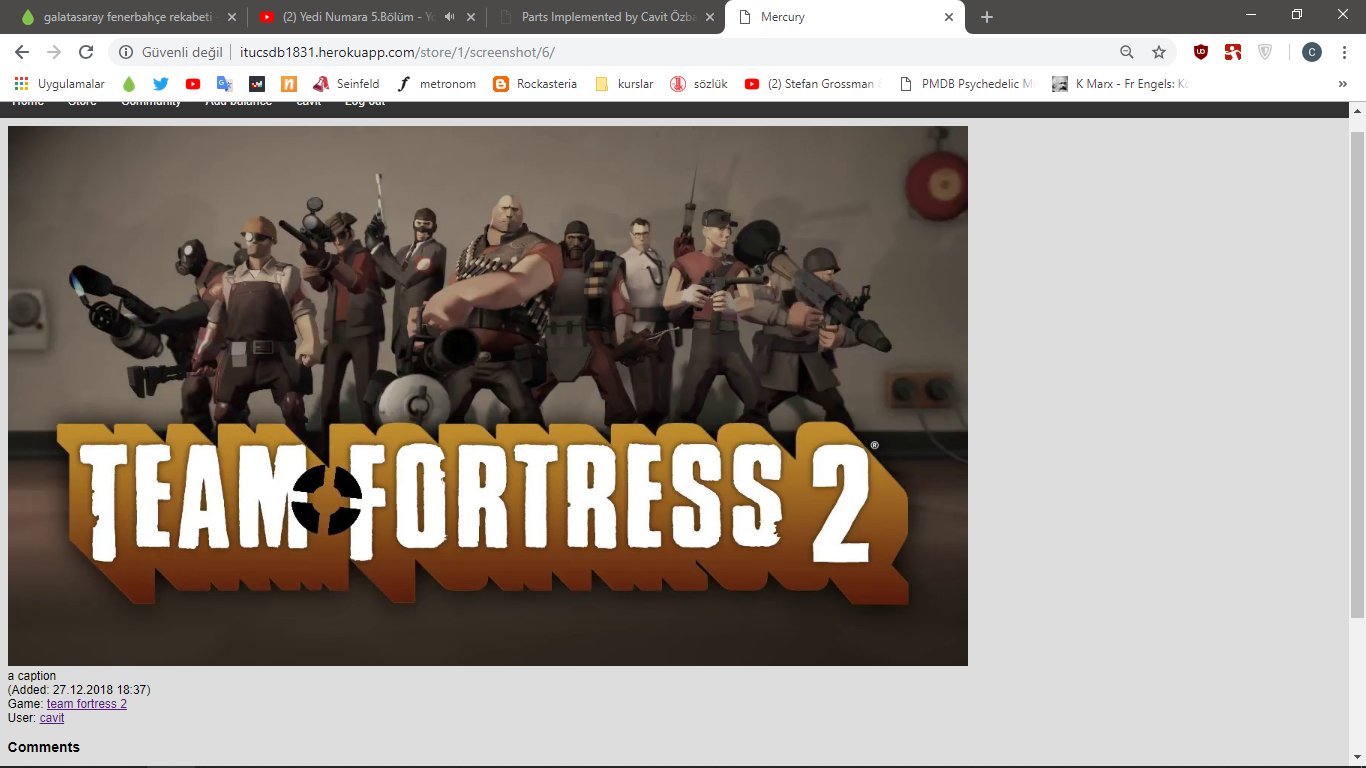 galatasaray fenerbahçe rekabeti
(2) Yedi Numara 5.Bölüm - Yo
Parts Implemented by Cavit Özba
Mercury
Güvenli değil
itucsdb1831.herokuapp.com/store/1/screenshot/6/
C
Uygulamalar
Seinfeld
metronom
Rockasteria
kurslar
sözlük
(2) Stefan Grossman
PMDB Psychedelic M
K Marx - Fr Engels: Ko
»
Home Store Community Add balance cavit Log out
TEAM FORTRESS 2®
a caption
(Added: 27.12.2018 18:37)
Game: team fortress 2
User: cavit
Comments